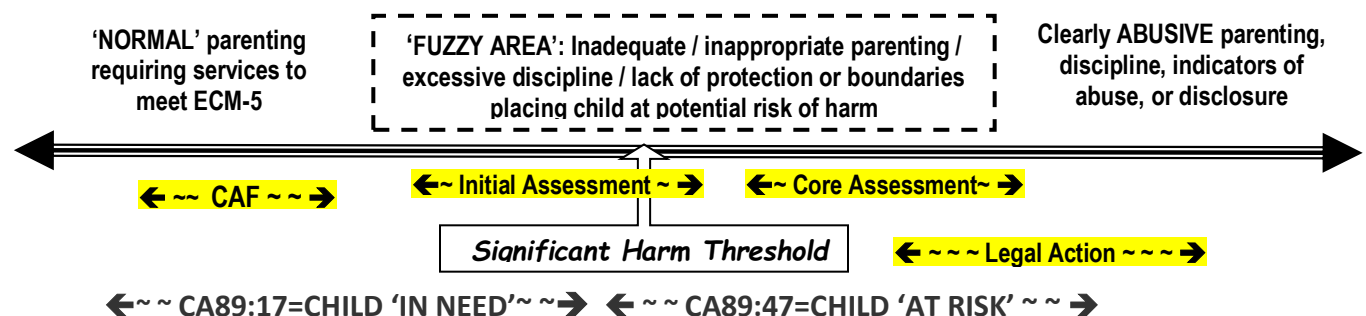 ‘NORMAL’ parenting
requiring services to
meet ECM-5
‘FUZZY AREA’: Inadequate / inappropriate parenting /
excessive discipline / lack of protection or boundaries
placing child at potential risk of harm
Clearly ABUSIVE parenting,
discipline, indicators of
abuse, or disclosure
🡨 ~~ CAF ~ ~ 🡪
🡨~ Initial Assessment ~ 🡪
🡨~ Core Assessment~ 🡪
Significant Harm Threshold
🡨 ~ ~ ~ Legal Action ~ ~ ~ 🡪
🡨~ ~ CA89:17=CHILD ‘IN NEED’~ ~🡪
🡨 ~ ~ CA89:47=CHILD ‘AT RISK’ ~ ~ 🡪